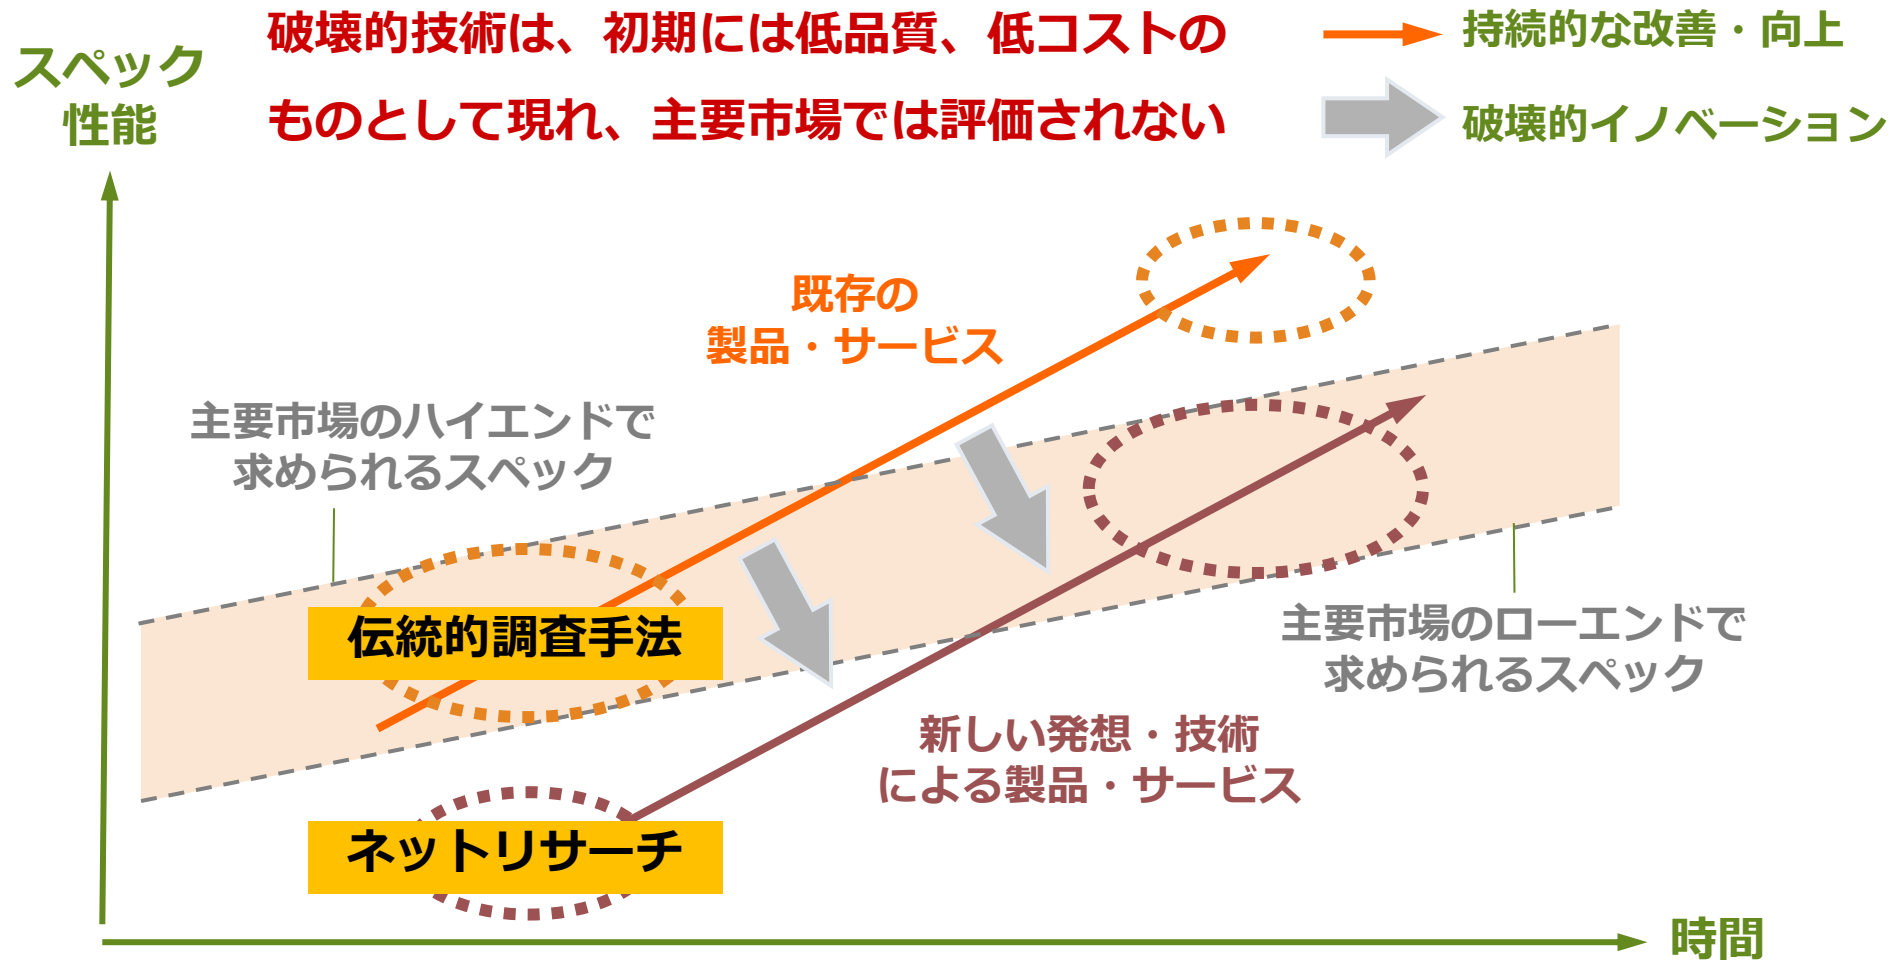 スペック
性能
破壊的技術は、初期には低品質、低コストの
ものとして現れ、主要市場では評価されない
持続的な改善・向上
破壊的イノベーション
既存の
製品・サービス
主要市場のハイエンドで
求められるスペック
伝統的調査手法
主要市場のローエンドで
求められるスペック
新しい発想・技術
による製品・サービス
ネットリサーチ
時間